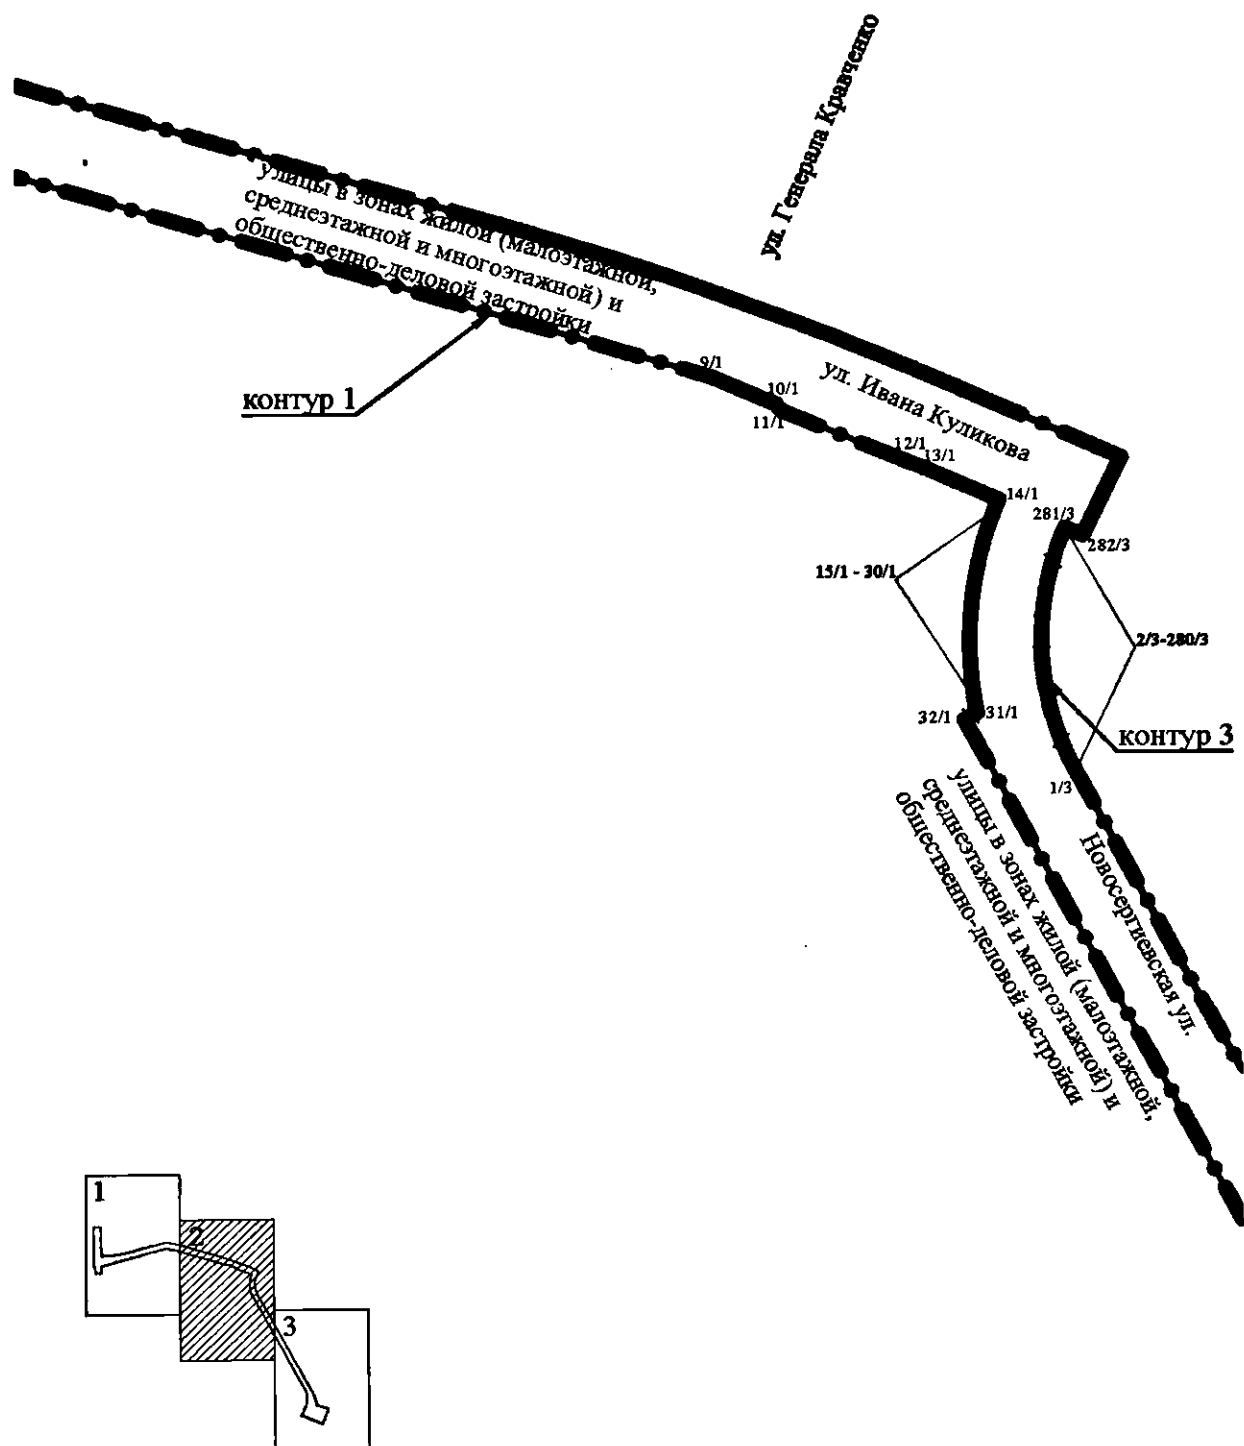 ул. Генерала Кравченко
улицы в зонах жилой (малоэтажной,
среднеэтажной и многоэтажной) и
общественно-деловой застройки
ул. Ивана Куликова
контур 1
9/1
10/1
11/1
12/1
13/1
14/1
281/3
282/3
15/1 - 30/1
2/3-280/3
32/1
31/1
контур 3
1/3
Новосергиевская ул.
улицы в зонах жилой (малоэтажной,
среднеэтажной и многоэтажной) и
общественно-деловой застройки
1
2
3